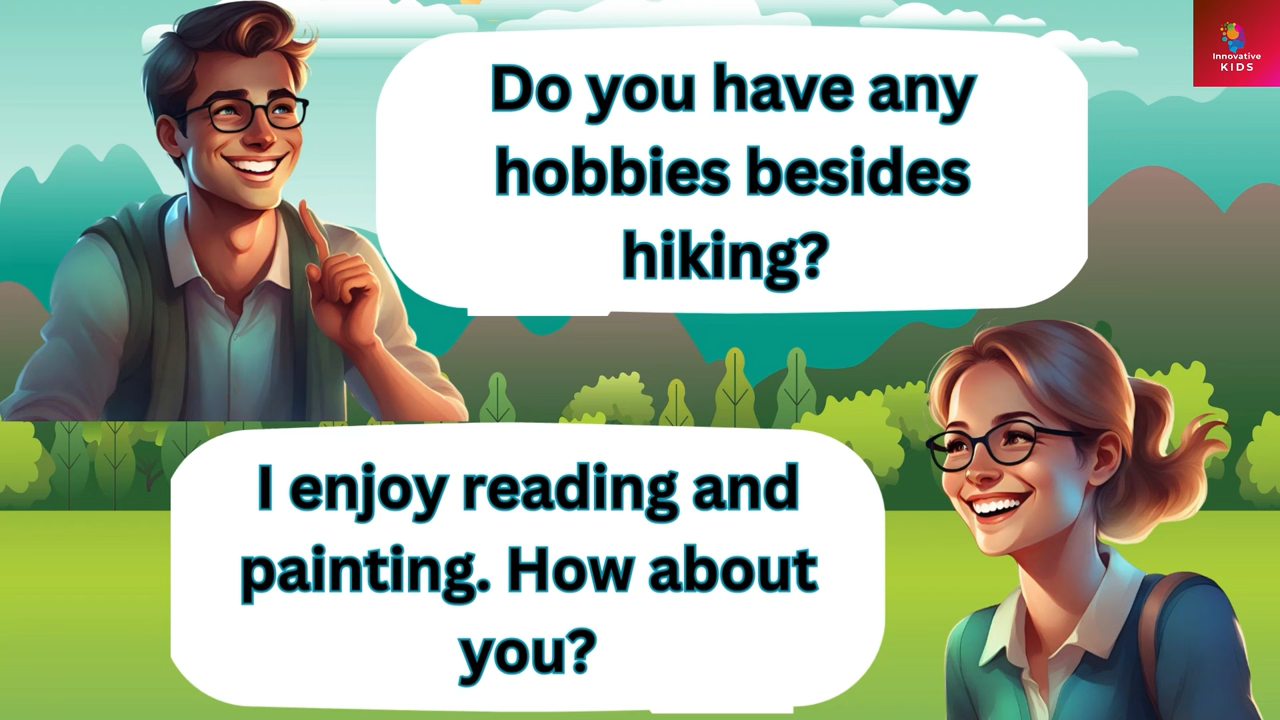 Innovative
KIDS
Do you have any
hobbies besides
hiking?
I enjoy reading and
painting. How about
you?